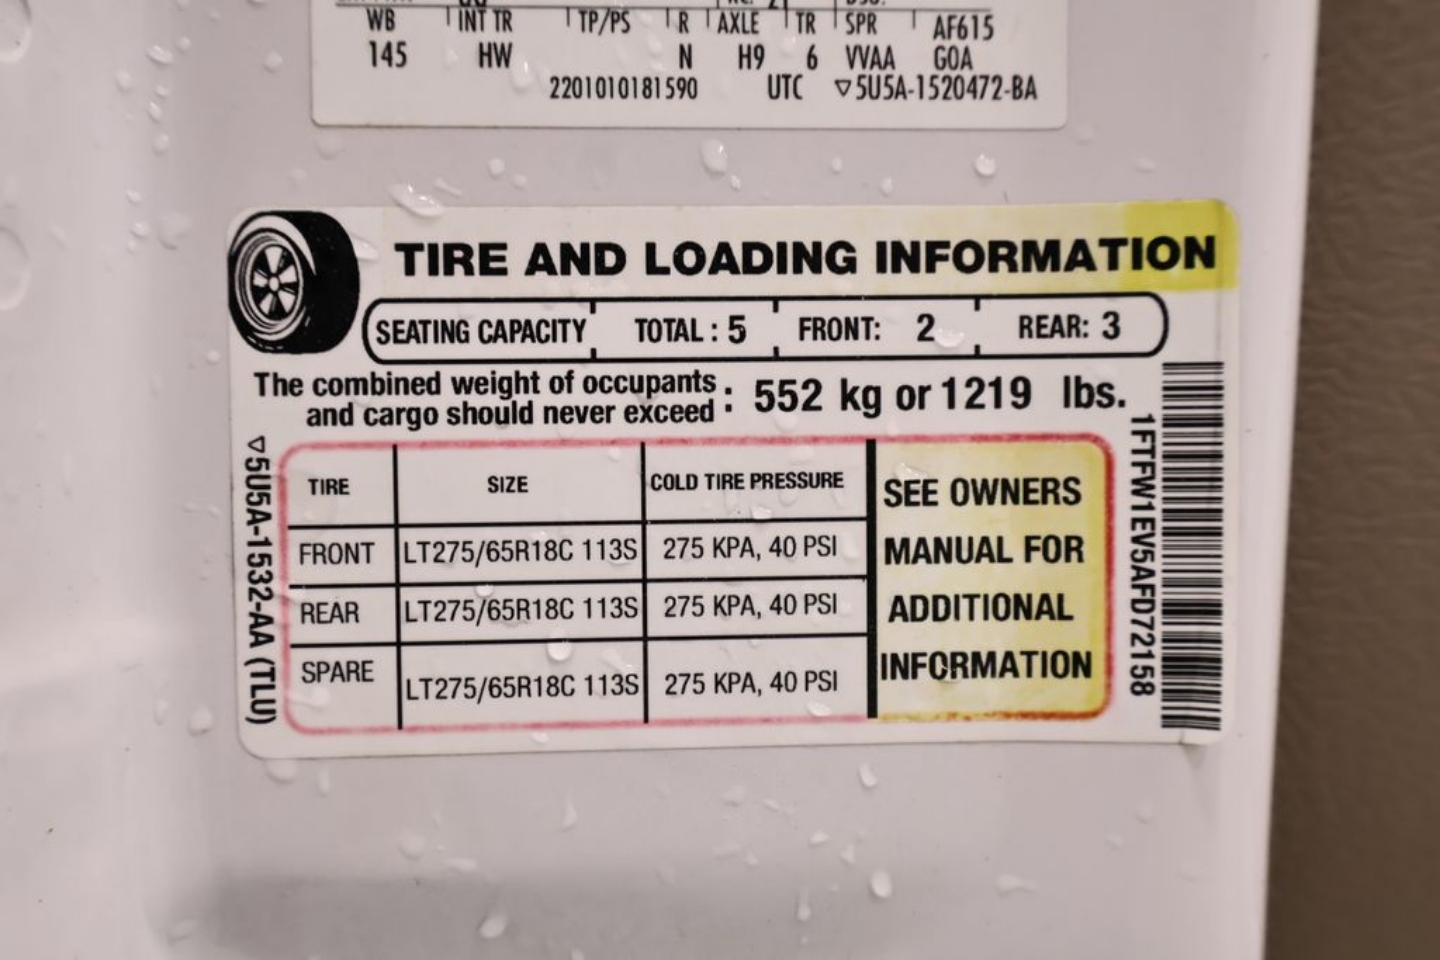 WB INT TR TP/PS R AXLE TR SPR AF615
145 HW N H9 6 VVAA GOA
2201010181590 UTC ▽5U5A-1520472-BA
TIRE AND LOADING INFORMATION
SEATING CAPACITY TOTAL : 5 FRONT: 2 REAR: 3
The combined weight of occupants
and cargo should never exceed : 552 kg or 1219 lbs.
TIRE SIZE COLD TIRE PRESSURE
FRONT LT275/65R18C 113S 275 KPA, 40 PSI
REAR LT275/65R18C 113S 275 KPA, 40 PSI
SPARE LT275/65R18C 113S 275 KPA, 40 PSI
SEE OWNERS
MANUAL FOR
ADDITIONAL
INFORMATION
▽5U5A-1532-AA (TLU)
1FTFW1EV5AFD72158